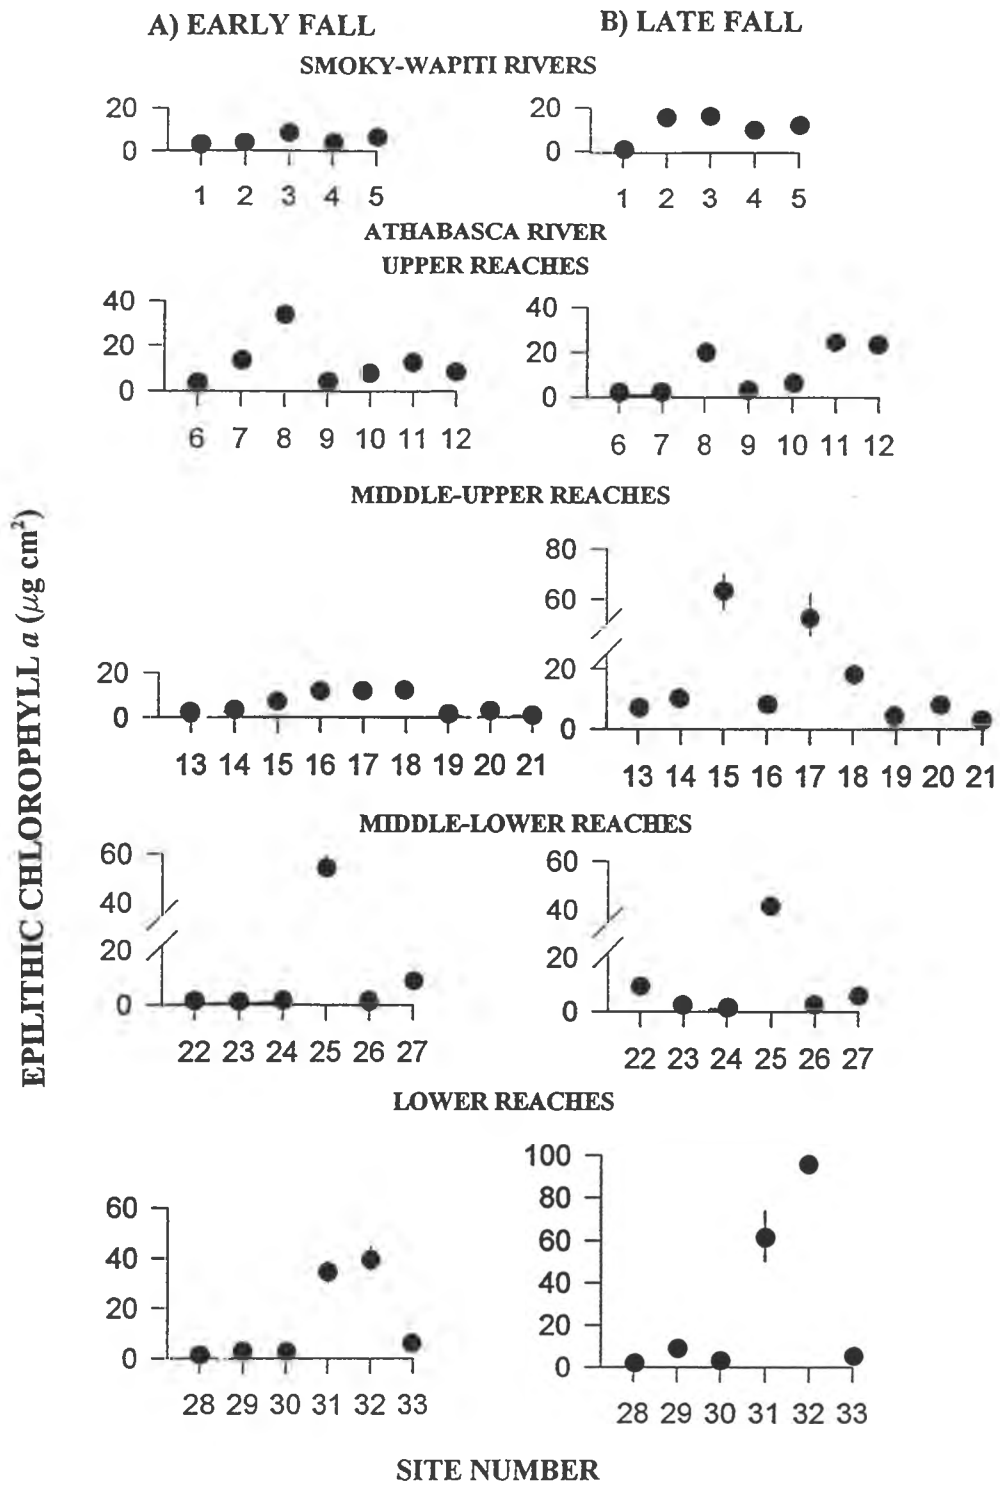 A) EARLY FALL
B) LATE FALL
SMOKY-WAPITI RIVERS
20
0
1 2 3 4 5
20
0
1 2 3 4 5
ATHABASCA RIVER
UPPER REACHES
40
20
0
6 7 8 9 10 11 12
40
20
0
6 7 8 9 10 11 12
MIDDLE-UPPER REACHES
20
0
13 14 15 16 17 18 19 20 21
80
60
20
0
13 14 15 16 17 18 19 20 21
MIDDLE-LOWER REACHES
60
40
20
0
22 23 24 25 26 27
60
40
20
0
22 23 24 25 26 27
LOWER REACHES
60
40
20
0
28 29 30 31 32 33
100
80
60
40
20
0
28 29 30 31 32 33
EPILITHIC CHLOROPHYLL a (μg cm²)
SITE NUMBER